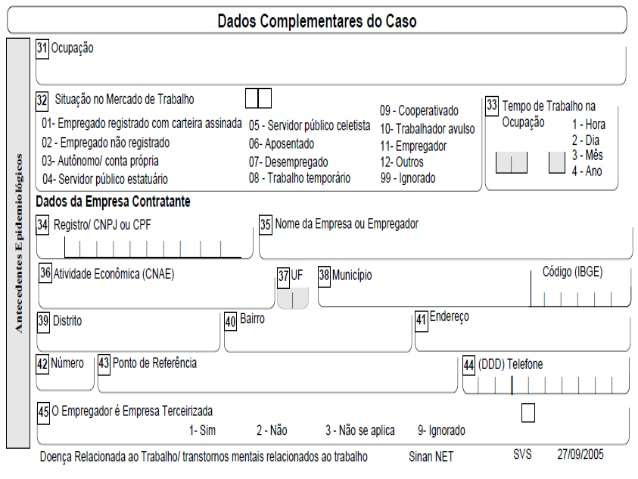 Dados Complementares do Caso
Antecedentes Epidemiológicos
31 Ocupação
32 Situação no Mercado de Trabalho
01- Empregado registrado com carteira assinada
02 - Empregado não registrado
03- Autônomo/ conta própria
04- Servidor público estatuário
05 - Servidor público celetista
06- Aposentado
07- Desempregado
08 - Trabalho temporário
09 - Cooperativado
10- Trabalhador avulso
11- Empregador
12- Outros
99 - Ignorado
33 Tempo de Trabalho na
Ocupação
1 - Hora
2 - Dia
3 - Mês
4 - Ano
Dados da Empresa Contratante
34 Registro/ CNPJ ou CPF
35 Nome da Empresa ou Empregador
36 Atividade Econômica (CNAE)
37 UF
38 Município
Código (IBGE)
39 Distrito
40 Bairro
41 Endereço
42 Número
43 Ponto de Referência
44 (DDD) Telefone
45 O Empregador é Empresa Terceirizada
1- Sim 2 - Não 3 - Não se aplica 9- Ignorado
Doença Relacionada ao Trabalho/ transtornos mentais relacionados ao trabalho Sinan NET SVS 27/09/2005